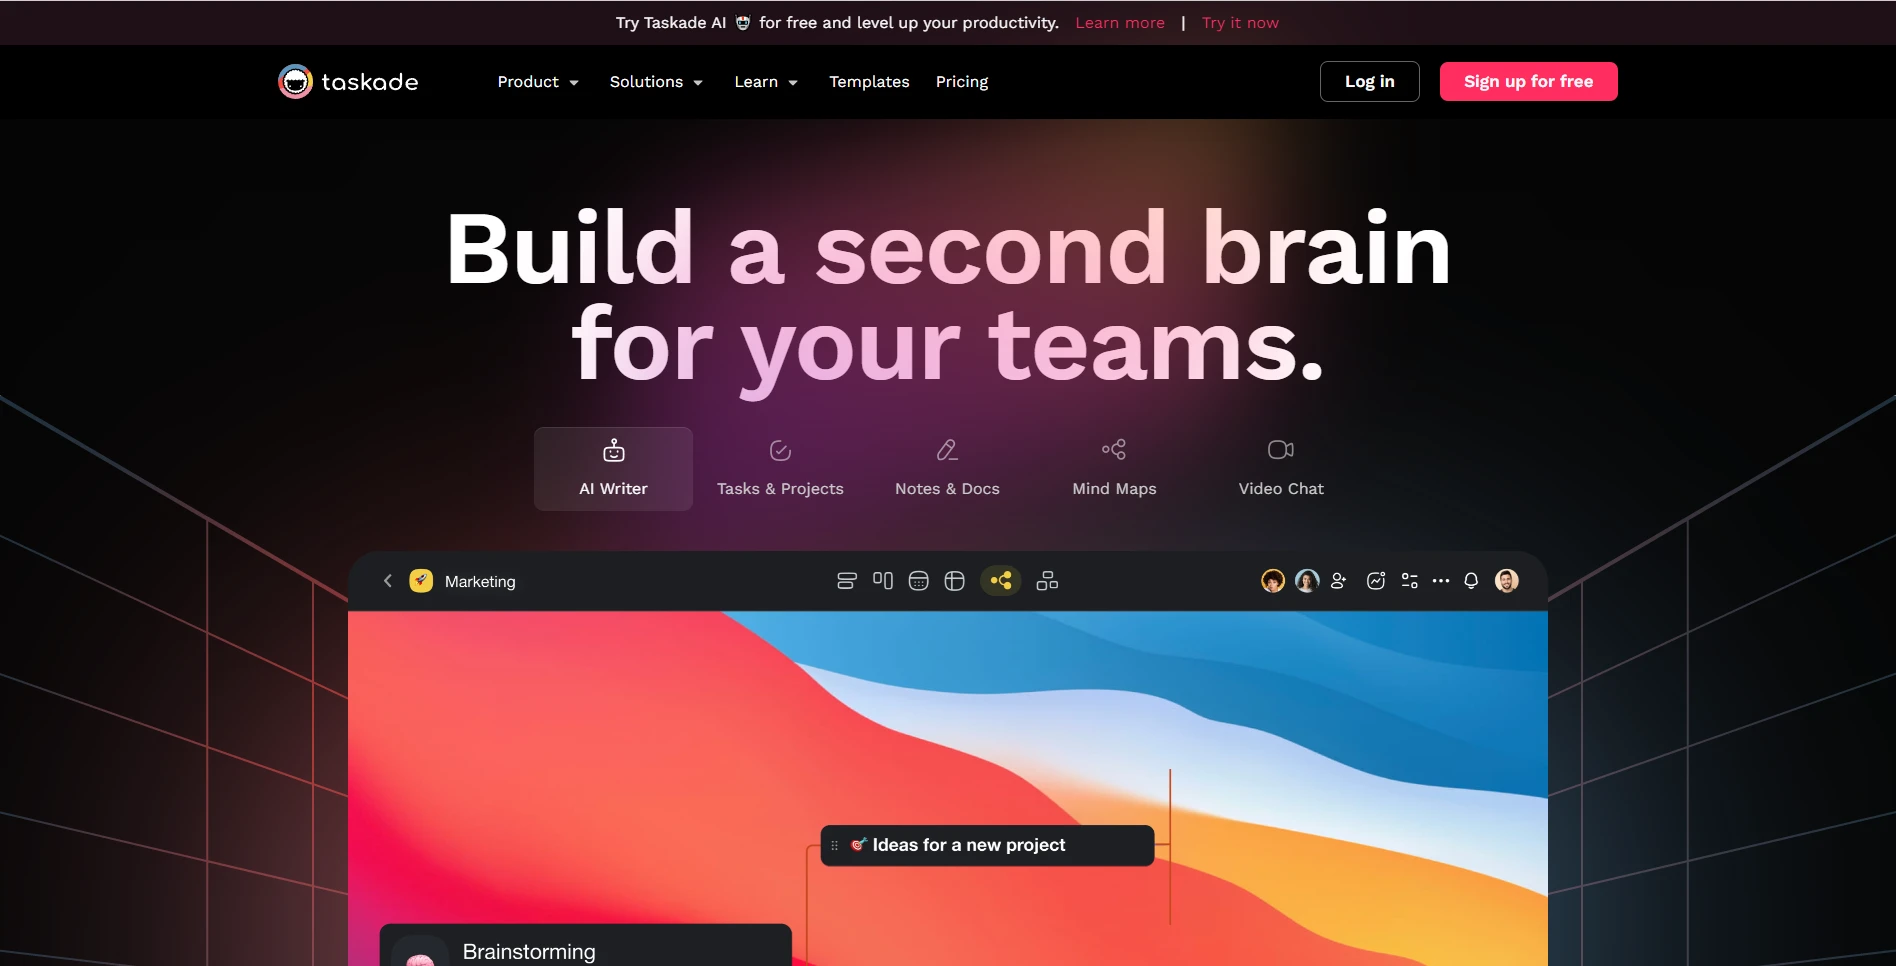 Try Taskade AI 🤖 for free and level up your productivity. Learn more | Try it now
taskade Product Solutions Learn Templates Pricing Log in Sign up for free
Build a second brain
for your teams.
AI Writer Tasks & Projects Notes & Docs Mind Maps Video Chat
Marketing
Ideas for a new project
Brainstorming